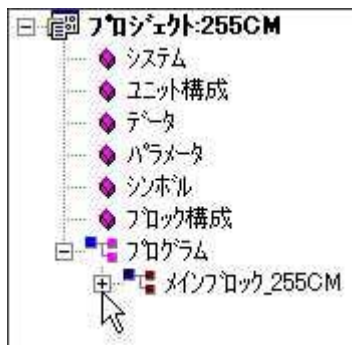 プロジェクト:255CM
システム
ユニット構成
データ
パラメータ
シンボル
ブロック構成
プログラム
メインブロック_255CM